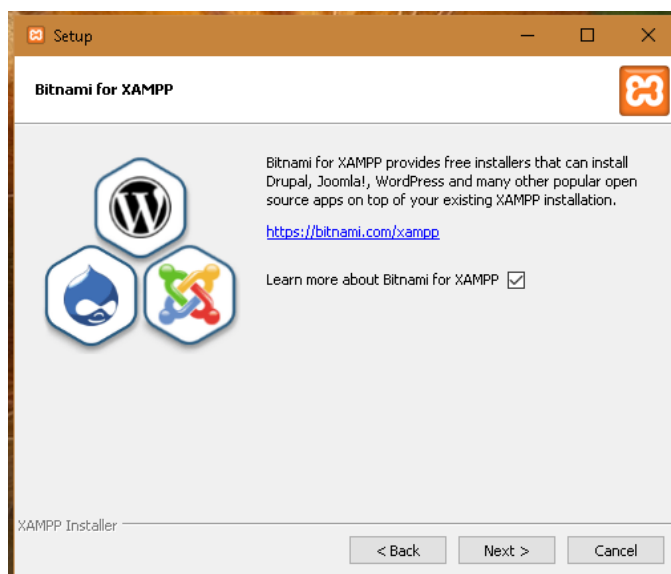 Setup
Bitnami for XAMPP
Bitnami for XAMPP provides free installers that can install
Drupal, Joomla!, WordPress and many other popular open
source apps on top of your existing XAMPP installation.
https://bitnami.com/xampp
Learn more about Bitnami for XAMPP
XAMPP Installer
< Back Next > Cancel